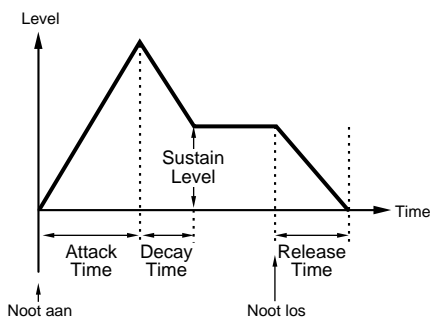 Level
Sustain
Level
Time
Attack
Time
Decay
Time
Release
Time
Noot aan
Noot los